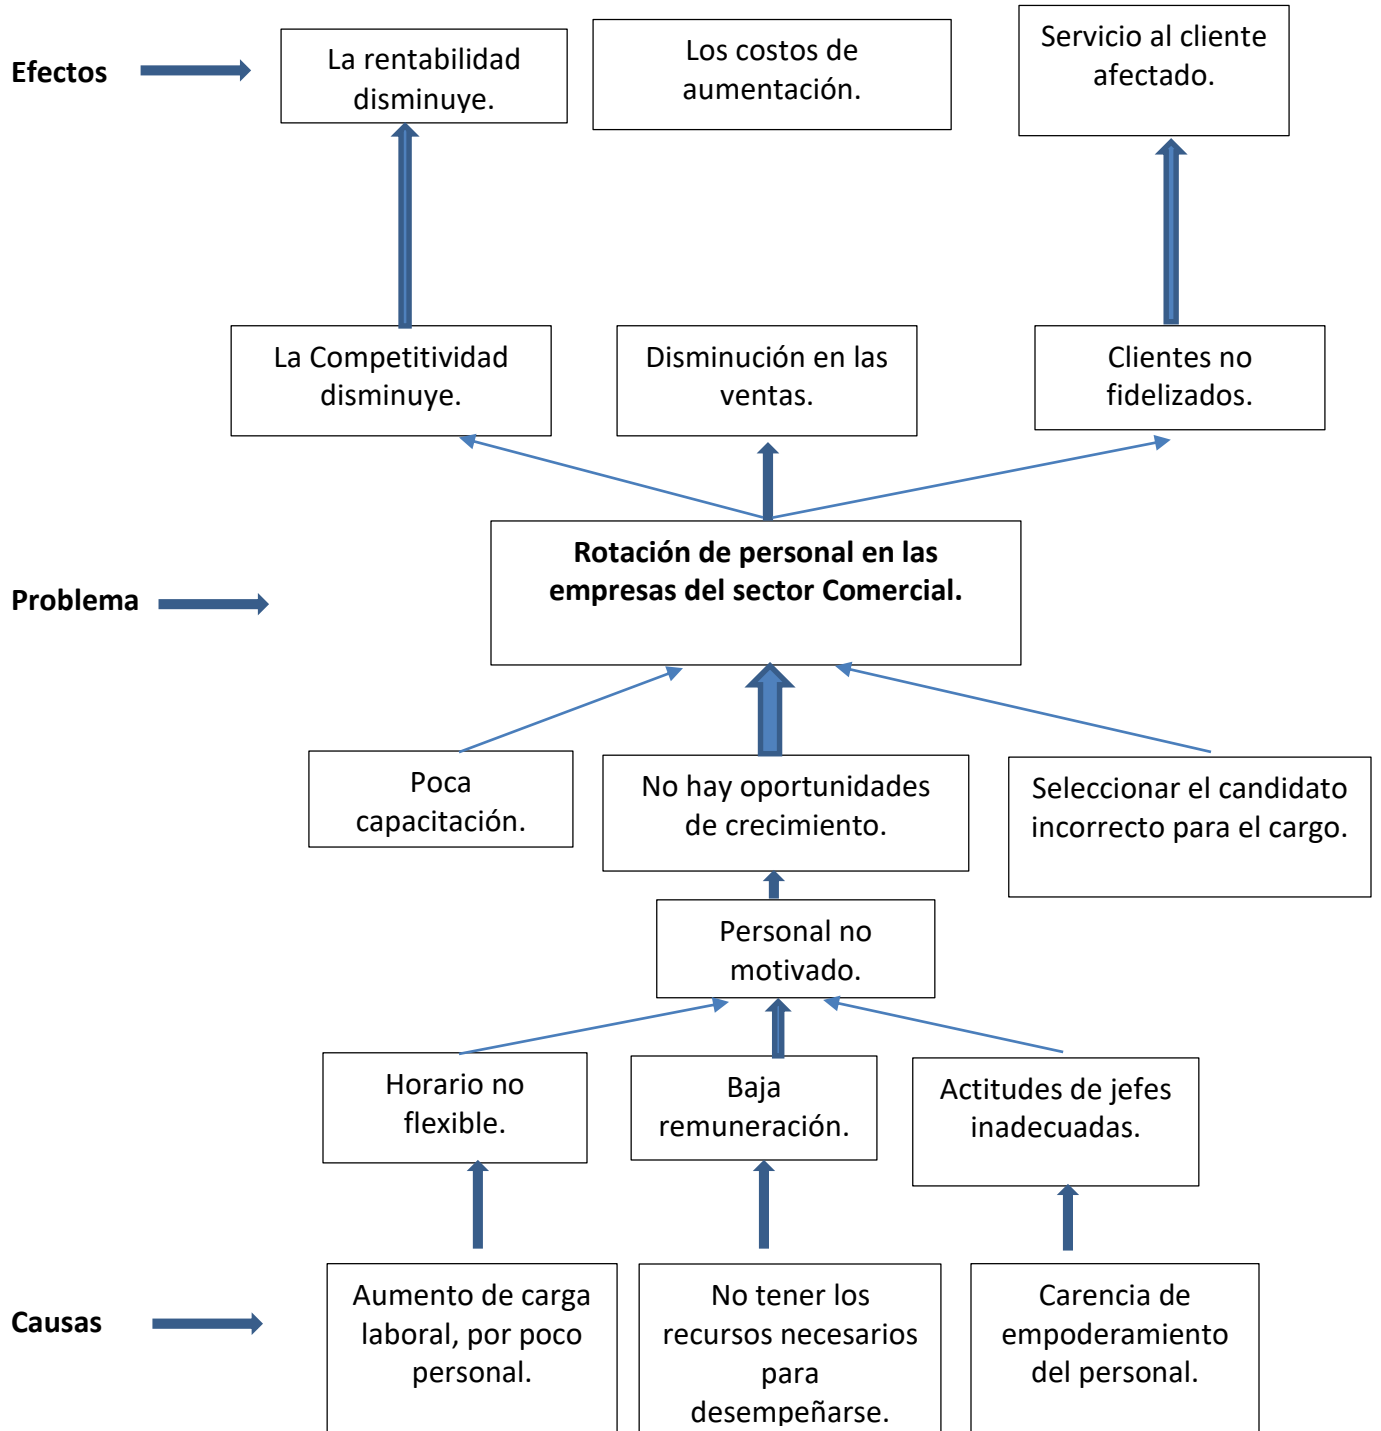 Efectos
La rentabilidad
disminuye.
Los costos de
aumentación.
Servicio al cliente
afectado.
La Competitividad
disminuye.
Disminución en las
ventas.
Clientes no
fidelizados.
Problema
Rotación de personal en las
empresas del sector Comercial.
Poca
capacitación.
No hay oportunidades
de crecimiento.
Seleccionar el candidato
incorrecto para el cargo.
Personal no
motivado.
Horario no
flexible.
Baja
remuneración.
Actitudes de jefes
inadecuadas.
Causas
Aumento de carga
laboral, por poco
personal.
No tener los
recursos necesarios
para
desempeñarse.
Carencia de
empoderamiento
del personal.